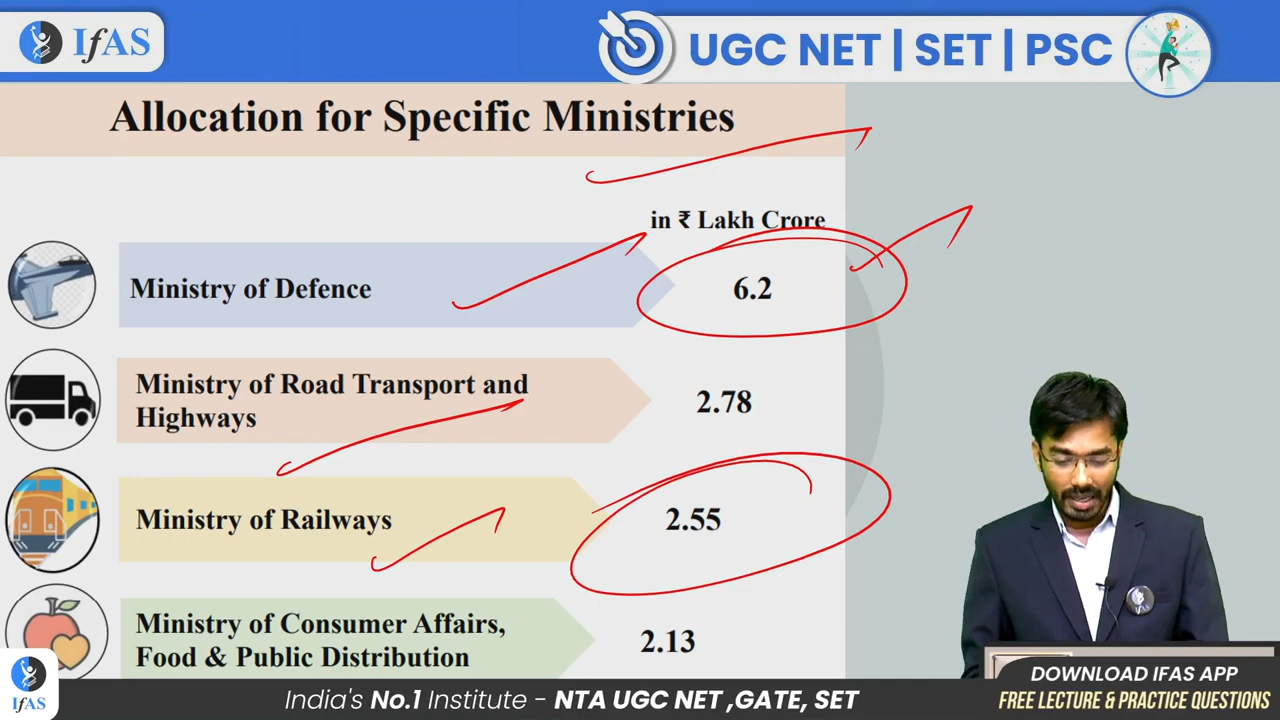 IfAS
UGC NET | SET | PSC
Allocation for Specific Ministries
in ₹ Lakh Crore
Ministry of Defence
6.2
Ministry of Road Transport and
Highways
2.78
Ministry of Railways
2.55
Ministry of Consumer Affairs,
Food & Public Distribution
2.13
IfAS
India's No.1 Institute - NTA UGC NET ,GATE, SET
DOWNLOAD IFAS APP
FREE LECTURE & PRACTICE QUESTIONS